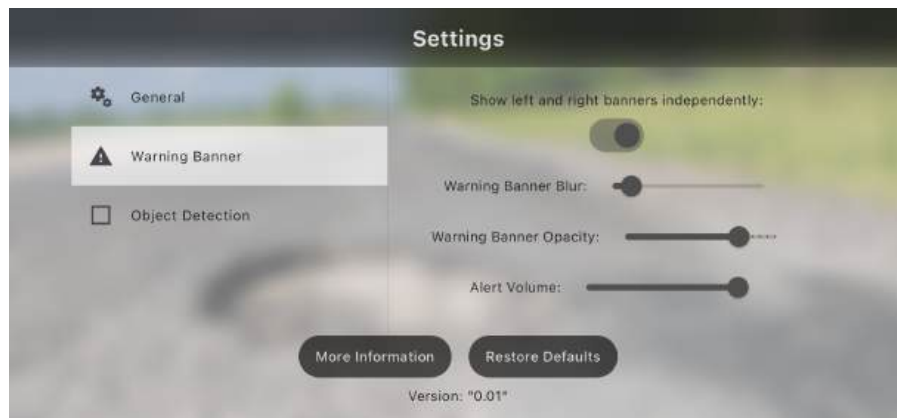 Settings
General
Warning Banner
Object Detection
Show left and right banners independently:
Warning Banner Blur:
Warning Banner Opacity:
Alert Volume:
More Information
Restore Defaults
Version: "0.01"